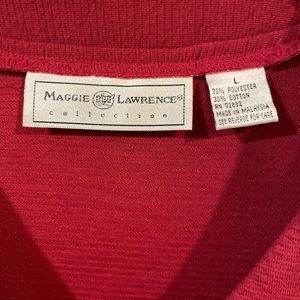 MAGGIE LAWRENCE®
collection
L
70% POLYESTER
30% COTTON
RN 72882
MADE IN MALAYSIA
SEE REVERSE FOR CARE